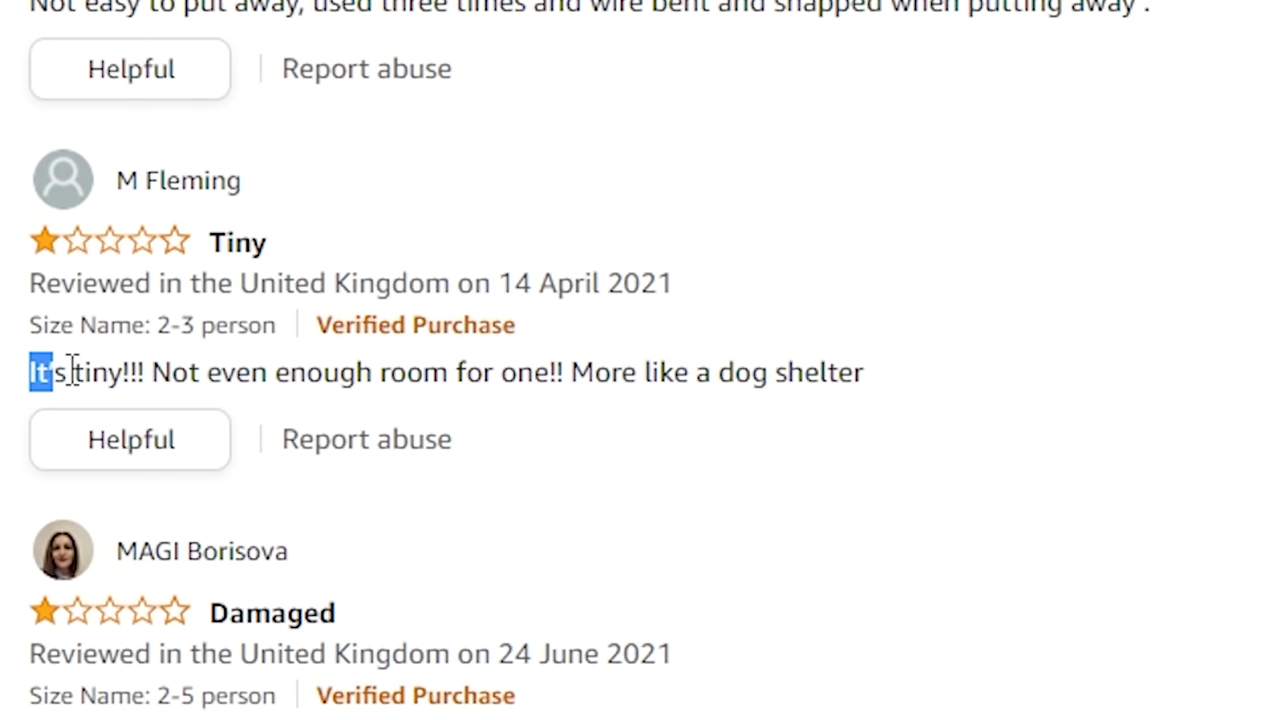 Not easy to put away, used three times and wire bent and snapped when putting away .
Helpful
Report abuse
M Fleming
Tiny
Reviewed in the United Kingdom on 14 April 2021
Size Name: 2-3 person
Verified Purchase
It's tiny!!! Not even enough room for one!! More like a dog shelter
Helpful
Report abuse
MAGI Borisova
Damaged
Reviewed in the United Kingdom on 24 June 2021
Size Name: 2-5 person
Verified Purchase